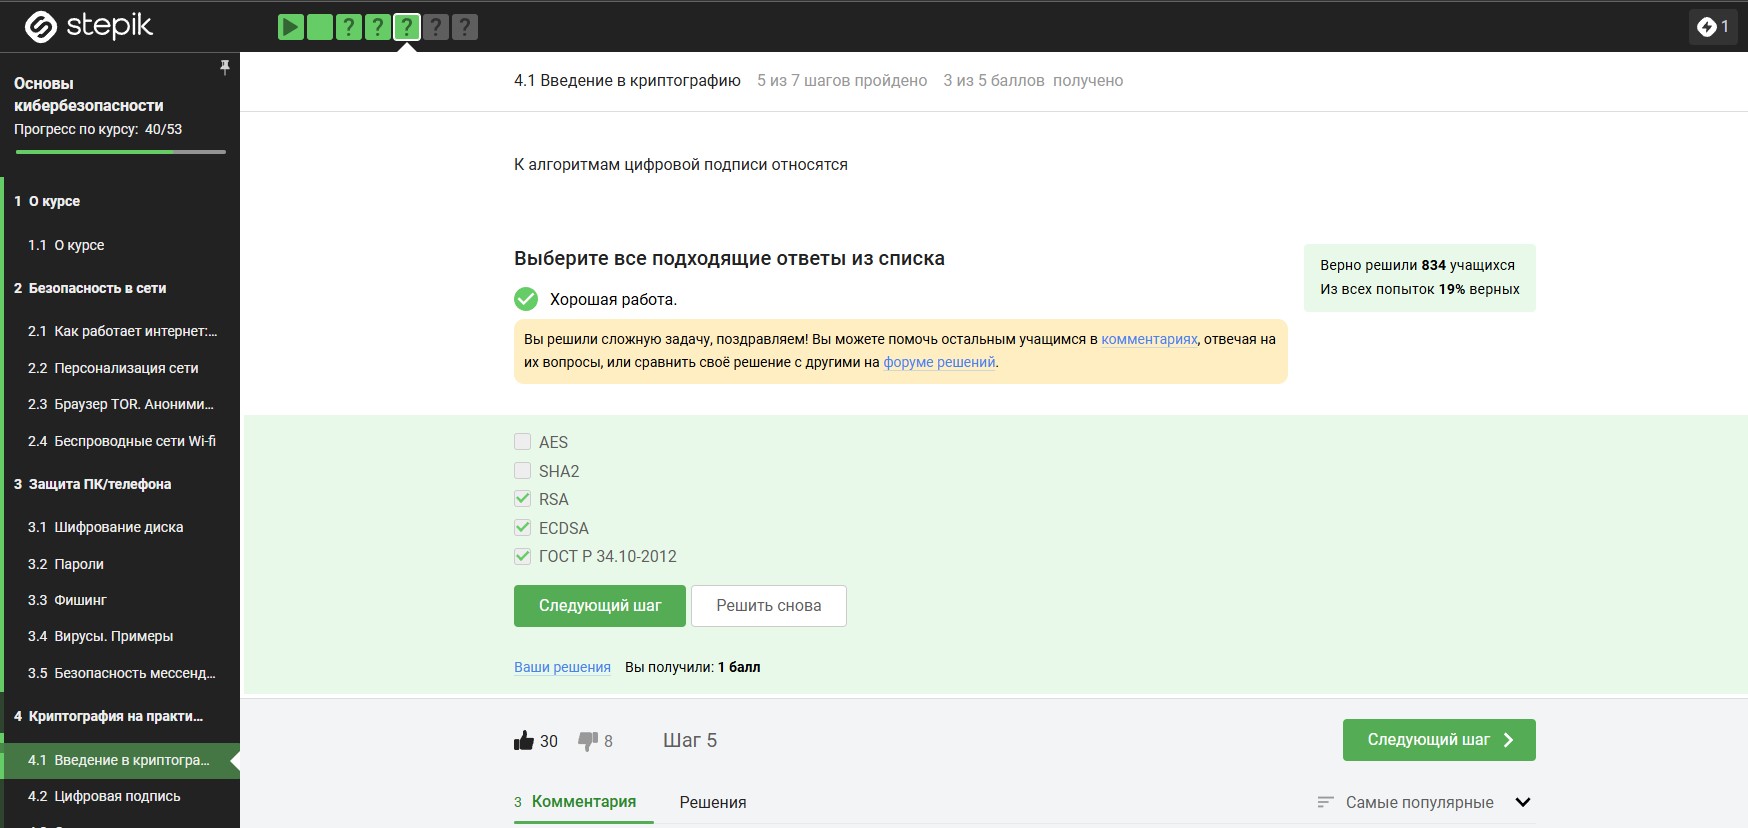 stepik
? ? ? ? ?
1
Основы
кибербезопасности
Прогресс по курсу: 40/53
1 О курсе
1.1 О курсе
2 Безопасность в сети
2.1 Как работает интернет:...
2.2 Персонализация сети
2.3 Браузер TOR. Аноними...
2.4 Беспроводные сети Wi-fi
3 Защита ПК/телефона
3.1 Шифрование диска
3.2 Пароли
3.3 Фишинг
3.4 Вирусы. Примеры
3.5 Безопасность мессенд...
4 Криптография на практи...
4.1 Введение в криптогра...
4.2 Цифровая подпись
4.1 Введение в криптографию 5 из 7 шагов пройдено 3 из 5 баллов получено
К алгоритмам цифровой подписи относятся
Выберите все подходящие ответы из списка
Хорошая работа.
Вы решили сложную задачу, поздравляем! Вы можете помочь остальным учащимся в комментариях, отвечая на
их вопросы, или сравнить своё решение с другими на форуме решений.
Верно решили 834 учащихся
Из всех попыток 19% верных
AES
SHA2
RSA
ECDSA
ГОСТ Р 34.10-2012
Следующий шаг Решить снова
Ваши решения Вы получили: 1 балл
30 8 Шаг 5 Следующий шаг
3 Комментария Решения Самые популярные